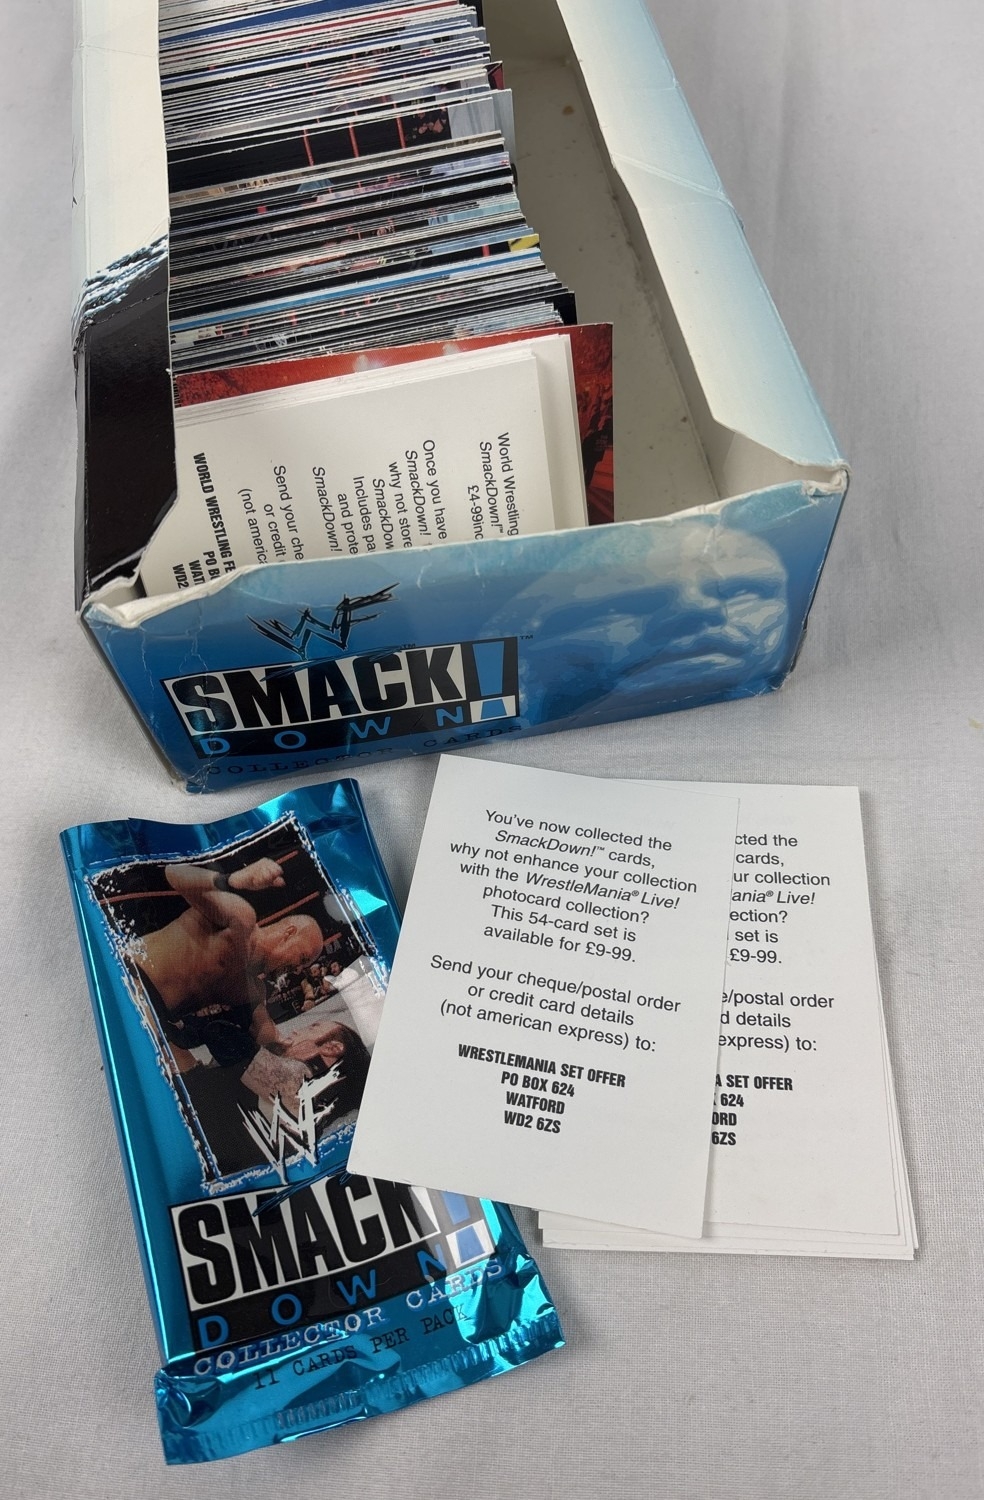 World Wrestling
SmackDown!™
£4-99inc
Once you have
SmackDown!
why not store
SmackDow
Includes pa
and prote
SmackDown!
Send your che
or credit
(not americ
WORLD WRESTLING FE
PO B
WAT
WD2
WF
SMACK!™
DOWN
COLLECTOR CARDS
You've now collected the
SmackDown!™ cards,
why not enhance your collection
with the WrestleMania® Live!
photocard collection?
This 54-card set is
available for £9-99.
Send your cheque/postal order
or credit card details
(not american express) to:
WRESTLEMANIA SET OFFER
PO BOX 624
WATFORD
WD2 6ZS
cted the
cards,
ur collection
ania® Live!
ection?
set is
£9-99.
e/postal order
d details
express) to:
A SET OFFER
624
ORD
6ZS
WF
SMACK!
DOWN
COLLECTOR CARDS
11 CARDS PER PACK